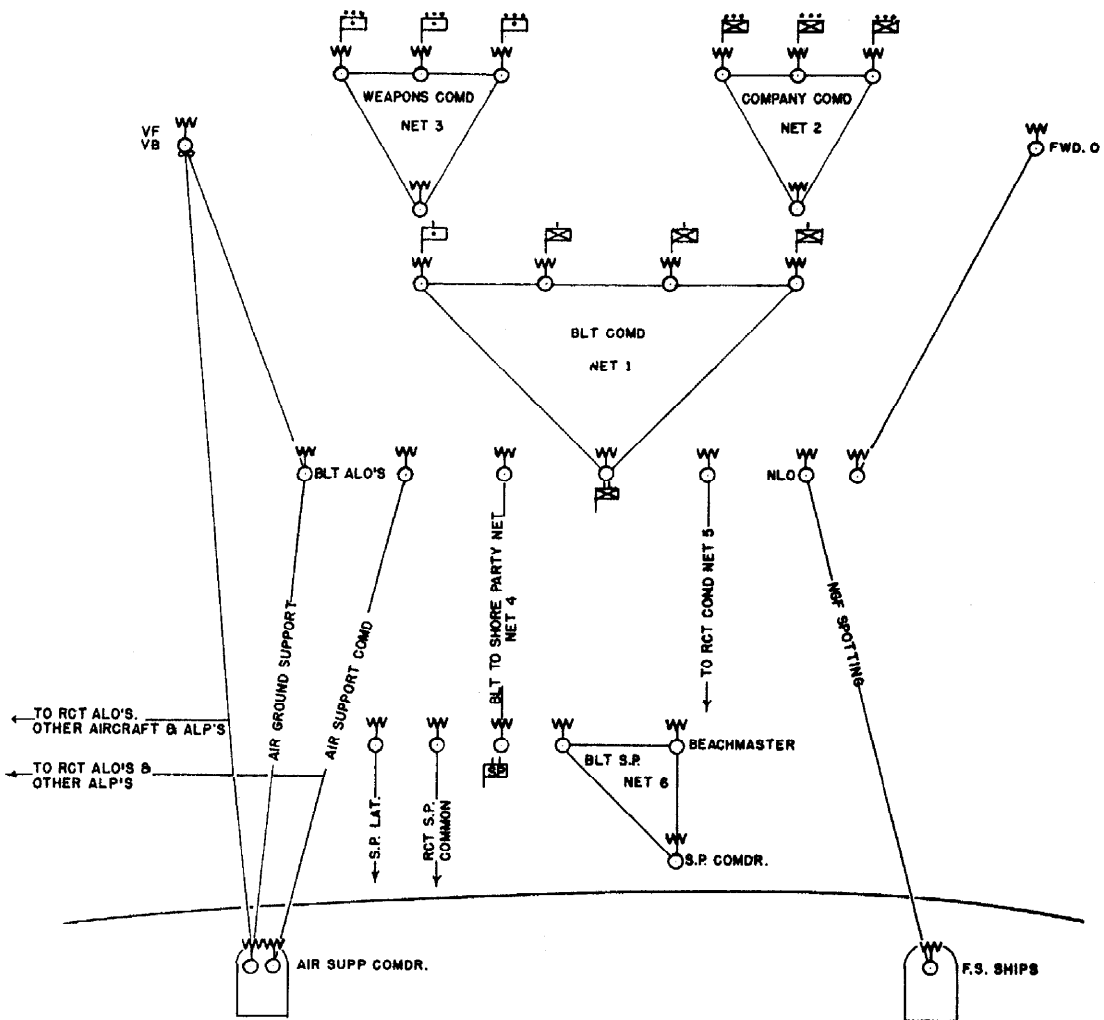 WEAPONS COMD
NET 3
COMPANY COMD
NET 2
VF
VB
FWD. O
BLT COMD
NET 1
BLT ALO'S
NLO
BLT TO SHORE PARTY NET
NET 4
TO RCT COND NET 5
NGF SPOTTING
AIR GROUND SUPPORT
AIR SUPPORT COMD
TO RCT ALO'S.
OTHER AIRCRAFT & ALP'S
TO RCT ALO'S &
OTHER ALP'S
BEACHMASTER
BLT S.P.
NET 6
S.P. LAT.
RCT S.P.
COMMON
S.P. COMDR.
AIR SUPP COMDR.
F.S. SHIPS